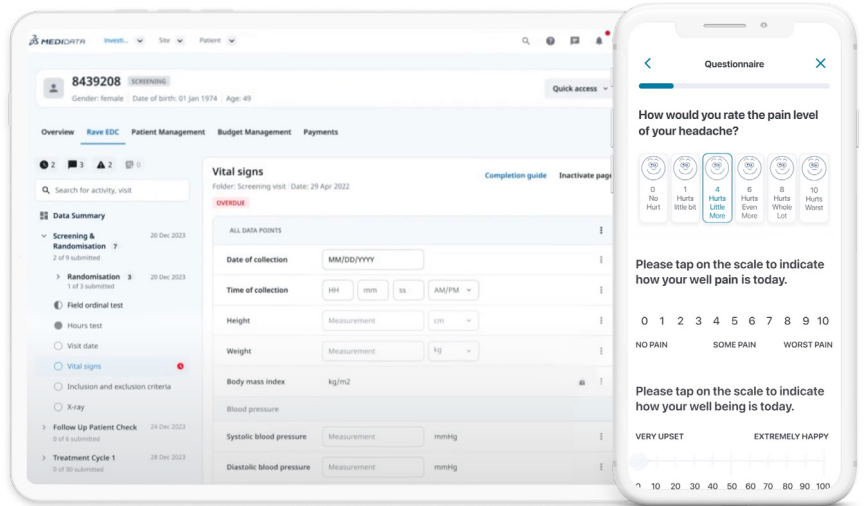 MEDIDATA Investi... Site Patient
8439208 SCREENING
Gender: female Date of birth: 01 Jan 1974 Age: 49
Quick access
Overview Rave EDC Patient Management Budget Management Payments
2 3 2 0
Search for activity, visit
Data Summary
Screening & Randomisation 7 20 Dec 2023
2 of 9 submitted
Randomisation 3 20 Dec 2023
1 of 3 submitted
Field ordinal test
Hours test
Visit date
Vital signs
Inclusion and exclusion criteria
X-ray
Follow Up Patient Check 24 Dec 2023
0 of 6 submitted
Treatment Cycle 1 28 Dec 2023
0 of 30 submitted
Vital signs
Folder: Screening visit Date: 29 Apr 2022
OVERDUE
Completion guide Inactivate page
ALL DATA POINTS
Date of collection MM/DD/YYYY
Time of collection HH mm ss AM/PM
Height Measurement cm
Weight Measurement kg
Body mass index kg/m2
Blood pressure
Systolic blood pressure Measurement mmHg
Diastolic blood pressure Measurement mmHg
Questionnaire
How would you rate the pain level
of your headache?
0 1 4 6 8 10
No Hurt
Hurts little bit
Hurts Little More
Hurts Even More
Hurts Whole Lot
Hurts Worst
Please tap on the scale to indicate
how your well pain is today.
0 1 2 3 4 5 6 7 8 9 10
NO PAIN SOME PAIN WORST PAIN
Please tap on the scale to indicate
how your well being is today.
VERY UPSET EXTREMELY HAPPY
0 10 20 30 40 50 60 70 80 90 100